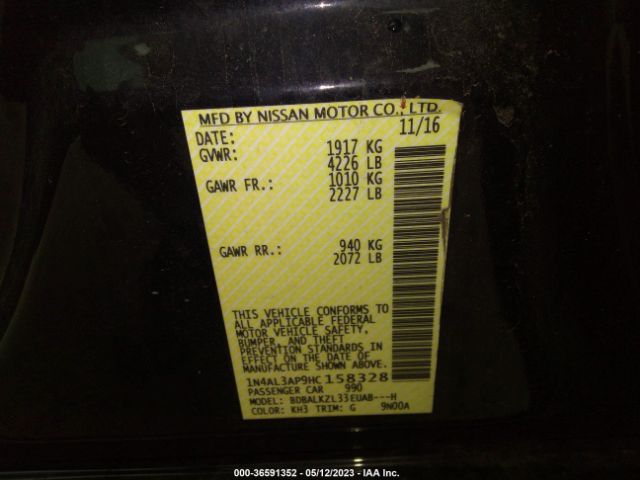 MFD BY NISSAN MOTOR CO., LTD.
DATE: 11/16
GVWR: 1917 KG
4226 LB
GAWR FR.: 1010 KG
2227 LB
GAWR RR.: 940 KG
2072 LB
THIS VEHICLE CONFORMS TO
ALL APPLICABLE FEDERAL
MOTOR VEHICLE SAFETY,
BUMPER, AND THEFT
PREVENTION STANDARDS IN
EFFECT ON THE DATE OF
MANUFACTURE SHOWN ABOVE.
1N4AL3AP9HC158328
PASSENGER CAR 990
MODEL: BDBALKZL33EUAB---H
COLOR: KH3 TRIM: G 9N00A
000-36591352 - 05/12/2023 - IAA Inc.